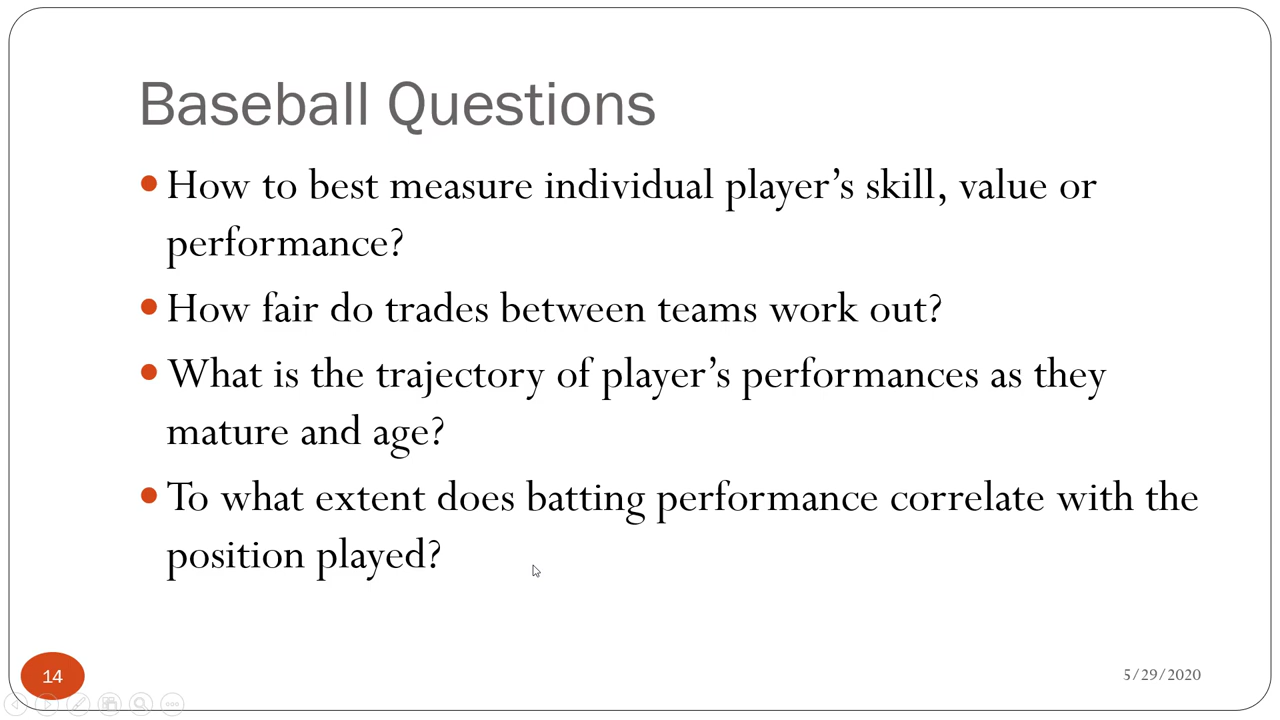 Baseball Questions
• How to best measure individual player’s skill, value or
performance?
• How fair do trades between teams work out?
• What is the trajectory of player’s performances as they
mature and age?
• To what extent does batting performance correlate with the
position played?
14
5/29/2020